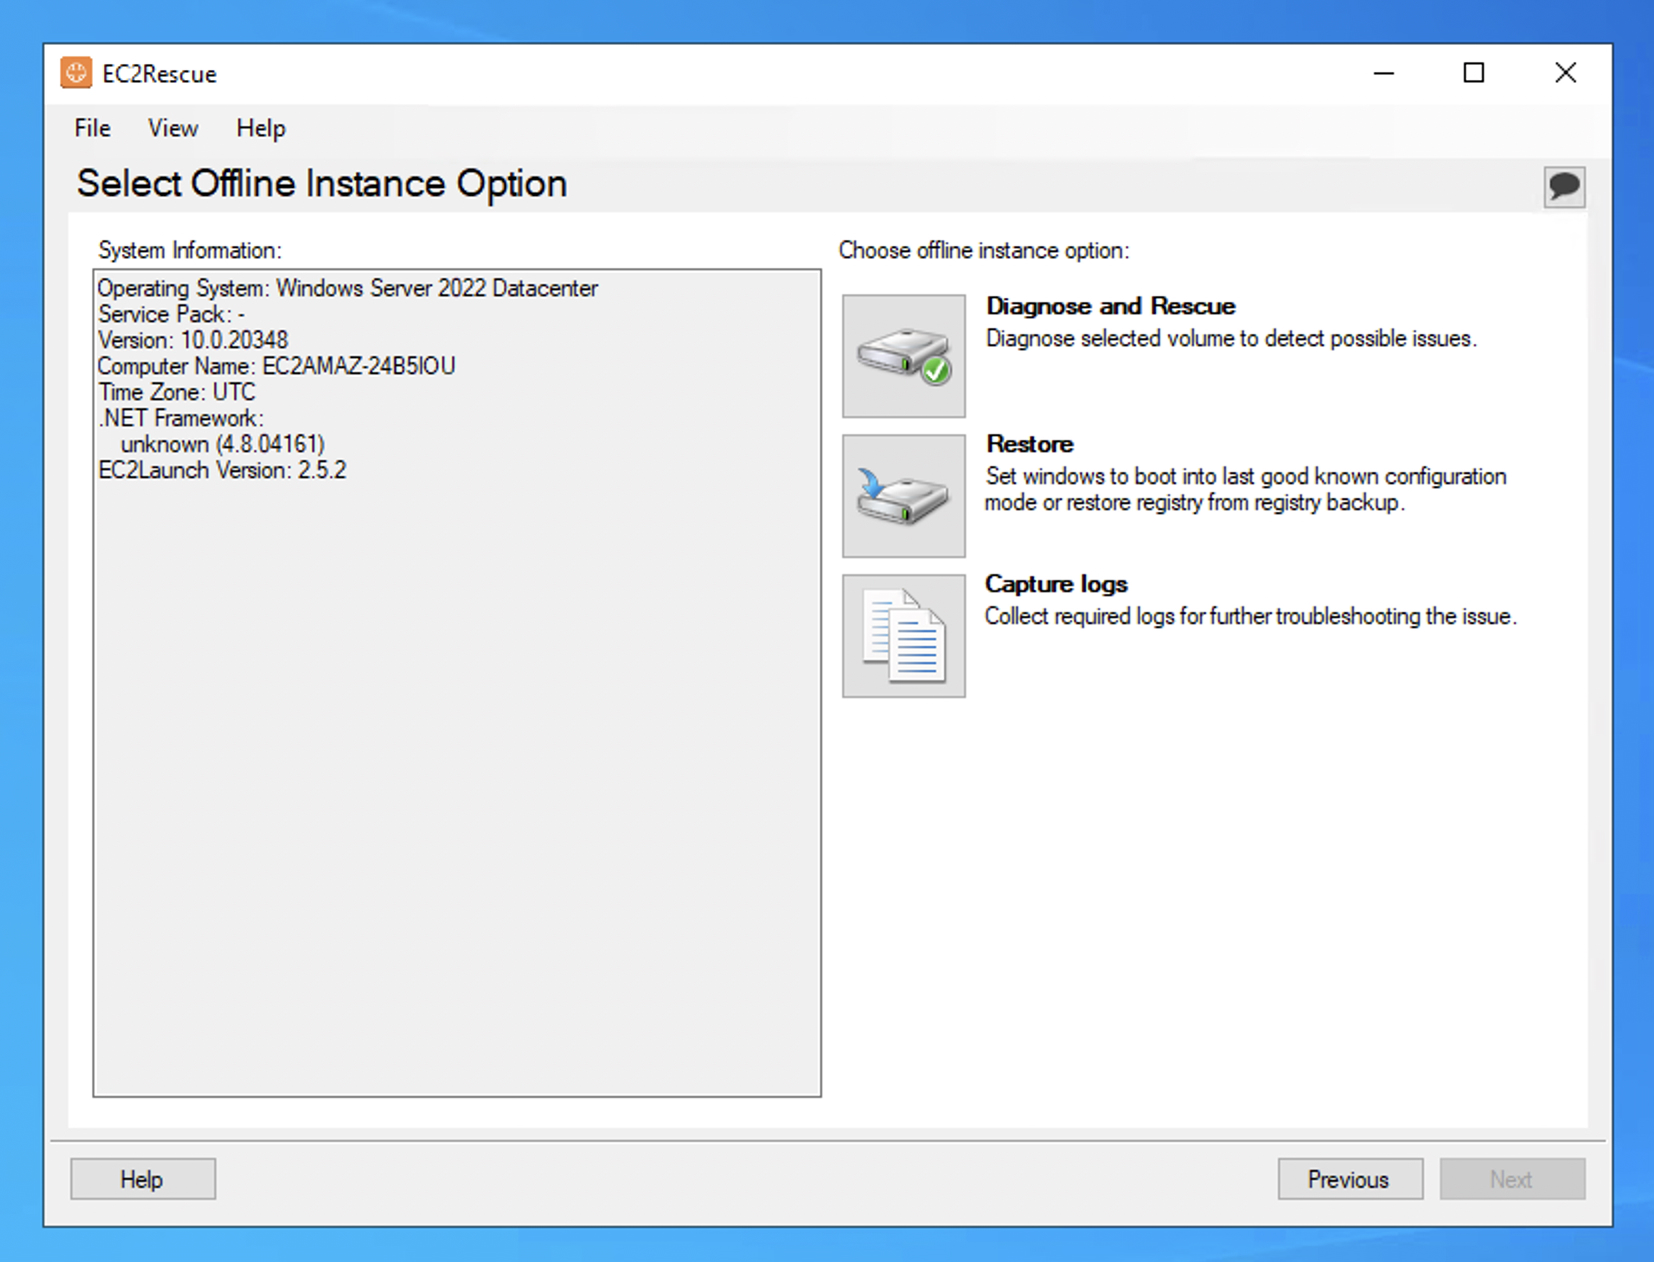 EC2Rescue
File View Help
Select Offline Instance Option
System Information:
Operating System: Windows Server 2022 Datacenter
Service Pack: -
Version: 10.0.20348
Computer Name: EC2AMAZ-24B5IOU
Time Zone: UTC
.NET Framework:
unknown (4.8.04161)
EC2Launch Version: 2.5.2
Choose offline instance option:
Diagnose and Rescue
Diagnose selected volume to detect possible issues.
Restore
Set windows to boot into last good known configuration
mode or restore registry from registry backup.
Capture logs
Collect required logs for further troubleshooting the issue.
Help
Previous
Next